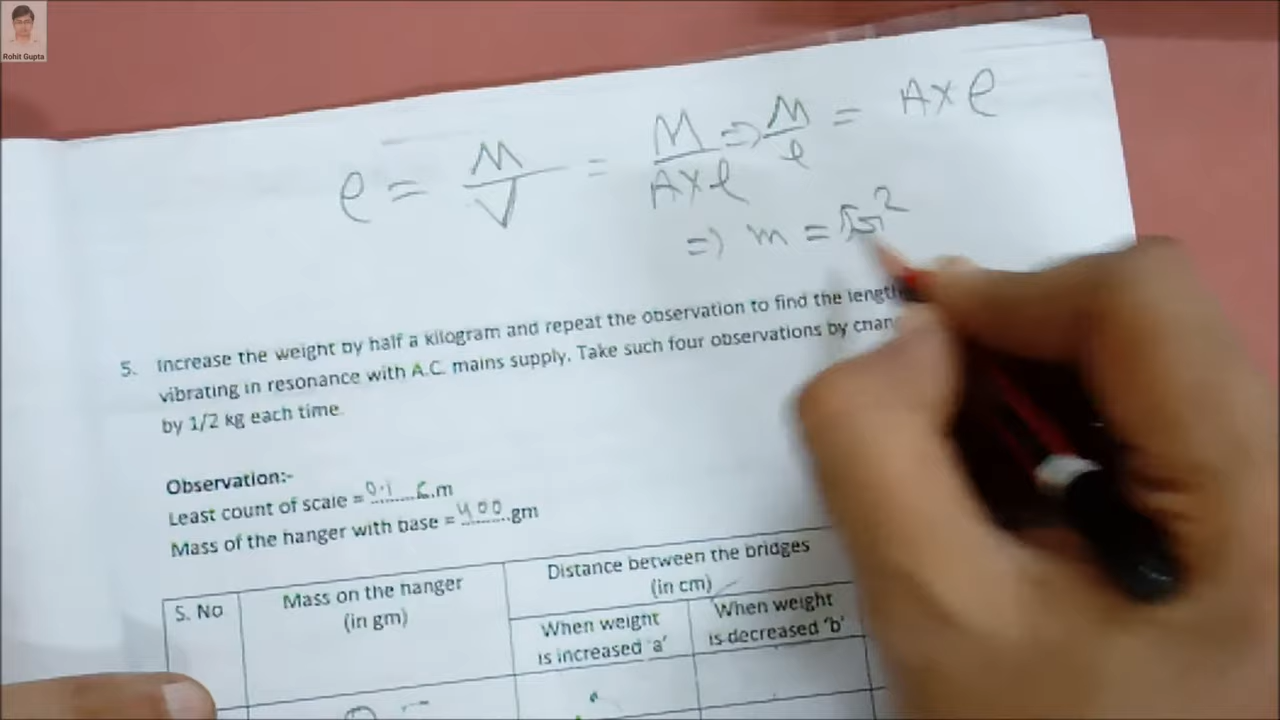 Rohit Gupta
ρ = M/V = M/A×l ⇒ M/l = A×ρ
⇒ m = πr²
5. Increase the weight by half a kilogram and repeat the observation to find the length
vibrating in resonance with A.C. mains supply. Take such four observations by chan
by 1/2 kg each time.
Observation:-
Least count of scale = 0.1 C.m
Mass of the hanger with base = 400 gm
S. No
Mass on the hanger
(in gm)
Distance between the bridges
(in cm)
When weight
is increased 'a'
When weight
is decreased 'b'